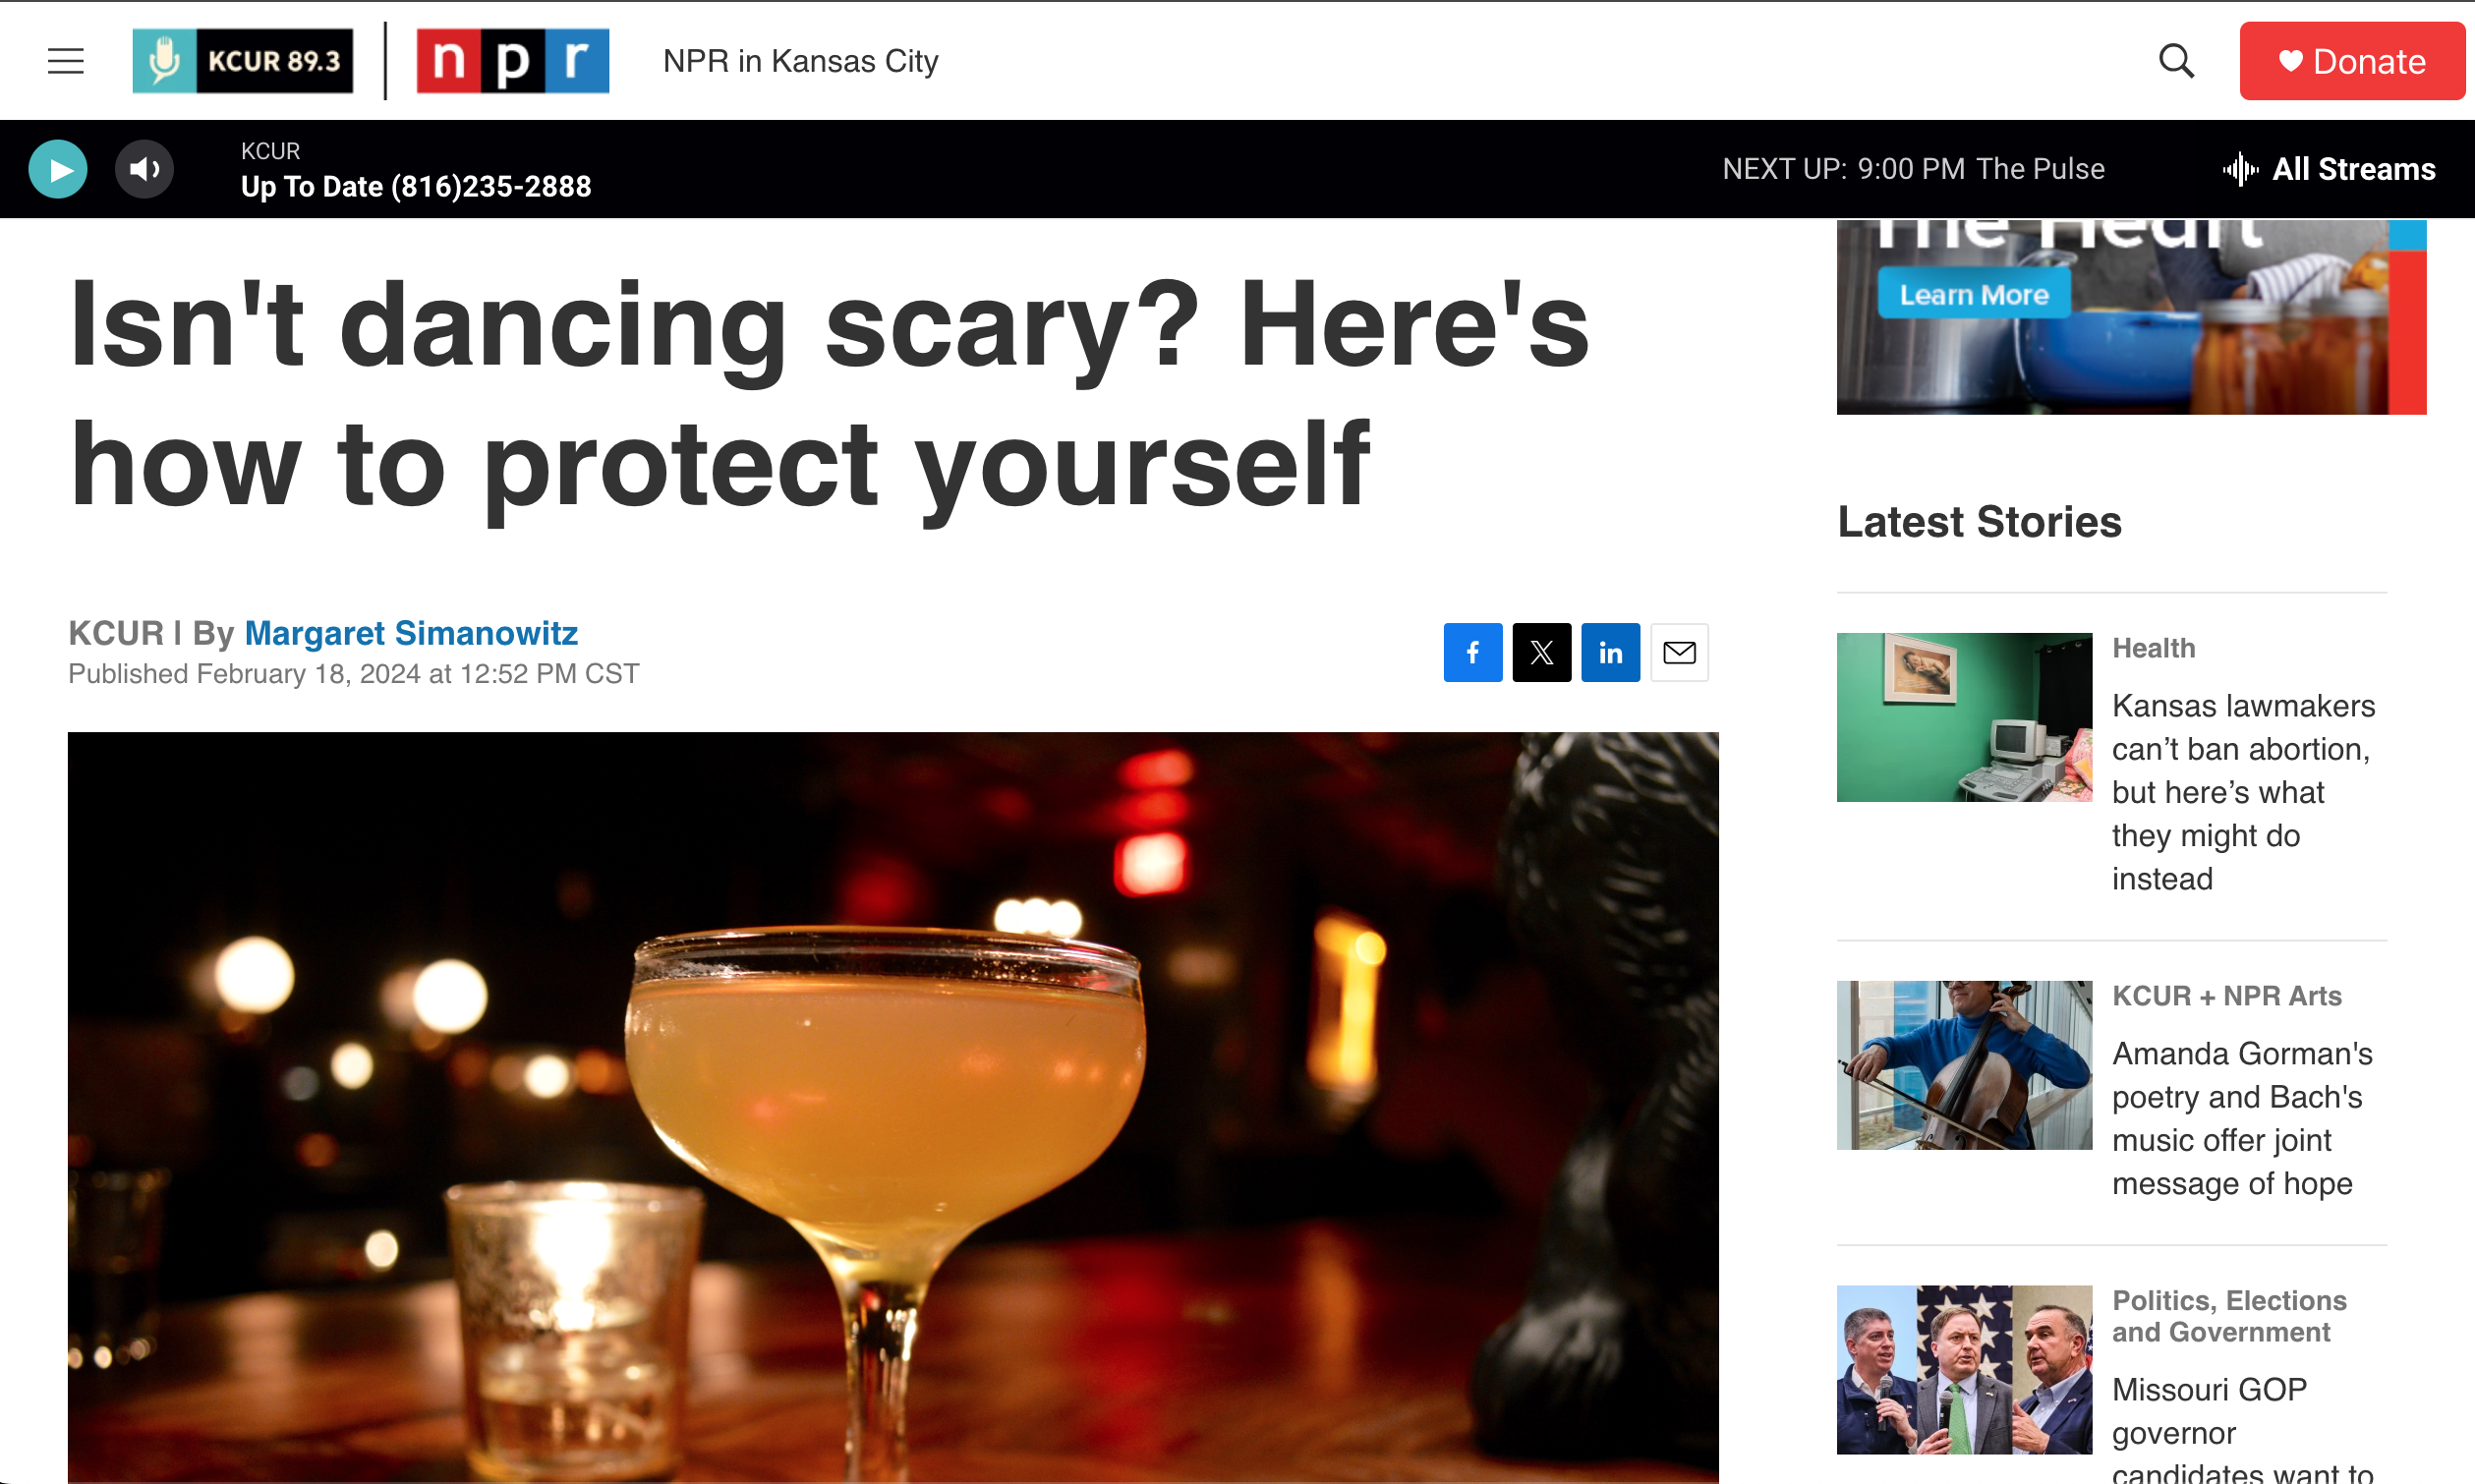 KCUR 89.3
npr
NPR in Kansas City
Donate
KCUR
Up To Date (816)235-2888
NEXT UP: 9:00 PM The Pulse
All Streams
The Heart
Learn More
Isn't dancing scary? Here's
how to protect yourself
KCUR | By Margaret Simanowitz
Published February 18, 2024 at 12:52 PM CST
f
X
in
Latest Stories
Health
Kansas lawmakers
can’t ban abortion,
but here’s what
they might do
instead
KCUR + NPR Arts
Amanda Gorman's
poetry and Bach's
music offer joint
message of hope
Politics, Elections
and Government
Missouri GOP
governor
candidates want to